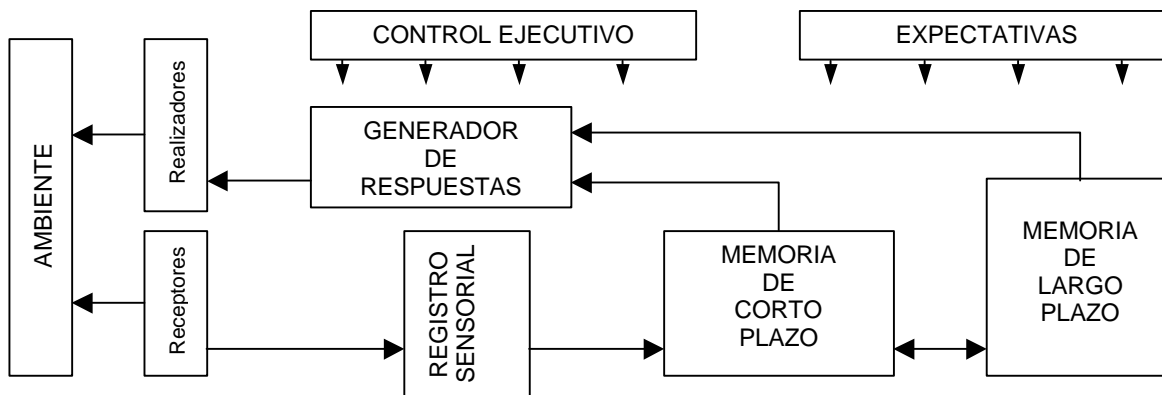 CONTROL EJECUTIVO
EXPECTATIVAS
AMBIENTE
Realizadores
GENERADOR
DE
RESPUESTAS
Receptores
REGISTRO
SENSORIAL
MEMORIA
DE
CORTO
PLAZO
MEMORIA
DE
LARGO
PLAZO